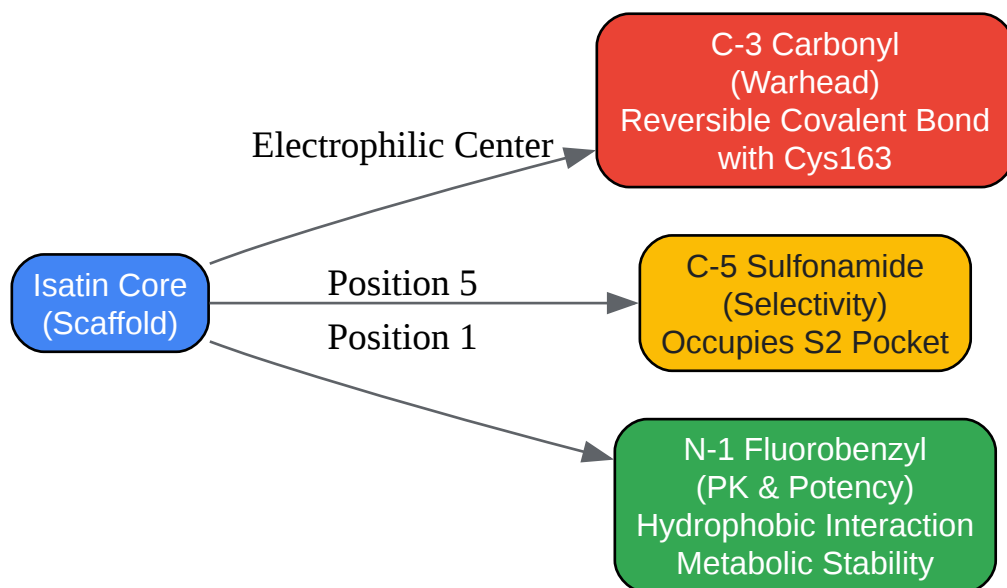 C-3 Carbonyl
(Warhead)
Reversible Covalent Bond
with Cys163
Electrophilic Center
Isatin Core
(Scaffold)
Position 5
C-5 Sulfonamide
(Selectivity)
Occupies S2 Pocket
Position 1
N-1 Fluorobenzyl
(PK & Potency)
Hydrophobic Interaction
Metabolic Stability